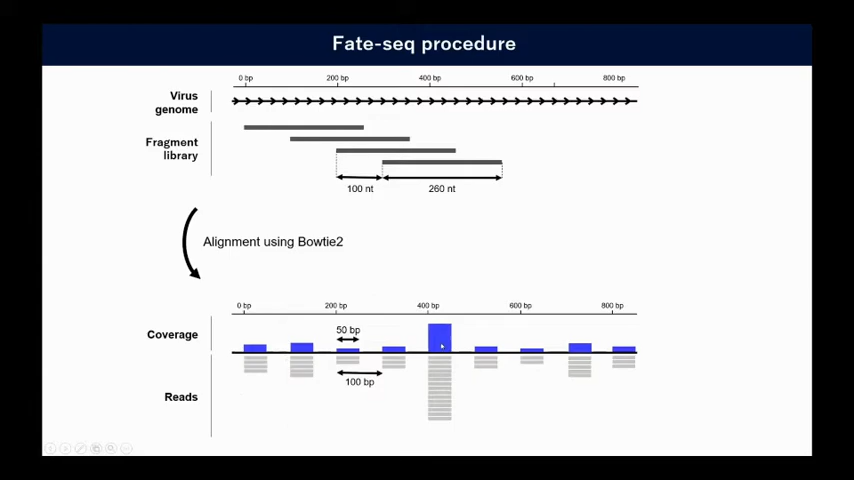 Fate-seq procedure
0 bp 200 bp 400 bp 600 bp 800 bp
Virus
genome
Fragment
library
100 nt 260 nt
Alignment using Bowtie2
0 bp 200 bp 400 bp 600 bp 800 bp
Coverage
50 bp
100 bp
Reads